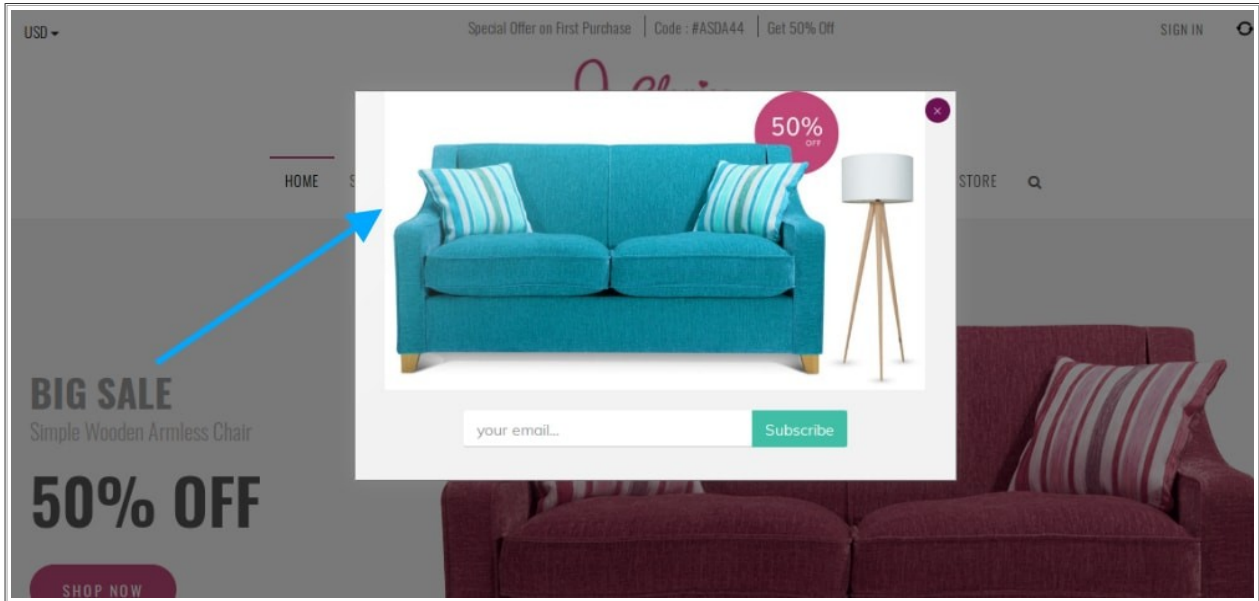 USD
Special Offer on First Purchase | Code : #ASDA44 | Get 50% Off
SIGN IN
50%
OFF
HOME
STORE
BIG SALE
Simple Wooden Armless Chair
50% OFF
SHOP NOW
your email...
Subscribe